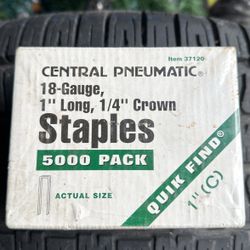 Item 37120
CENTRAL PNEUMATIC®
18-Gauge,
1" Long, 1/4" Crown
Staples
5000 PACK
ACTUAL SIZE
QUIK FIND®
1" (C)